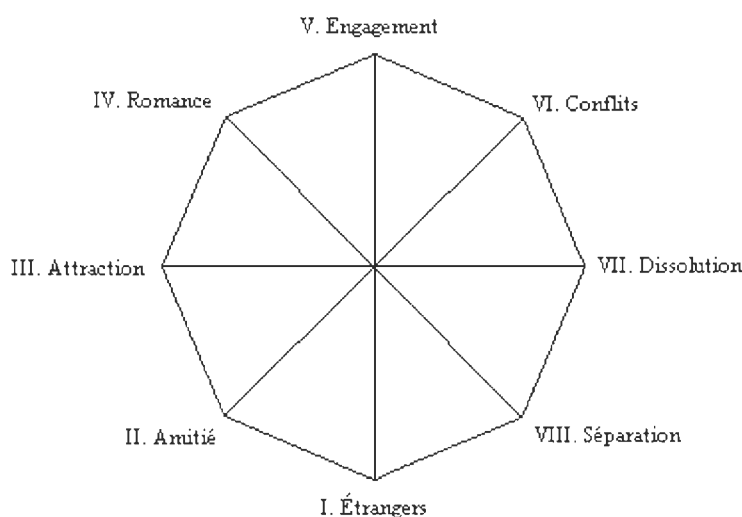 V. Engagement
IV. Romance
VI. Conflits
III. Attraction
VII. Dissolution
II. Amitié
VIII. Séparation
I. Étrangers